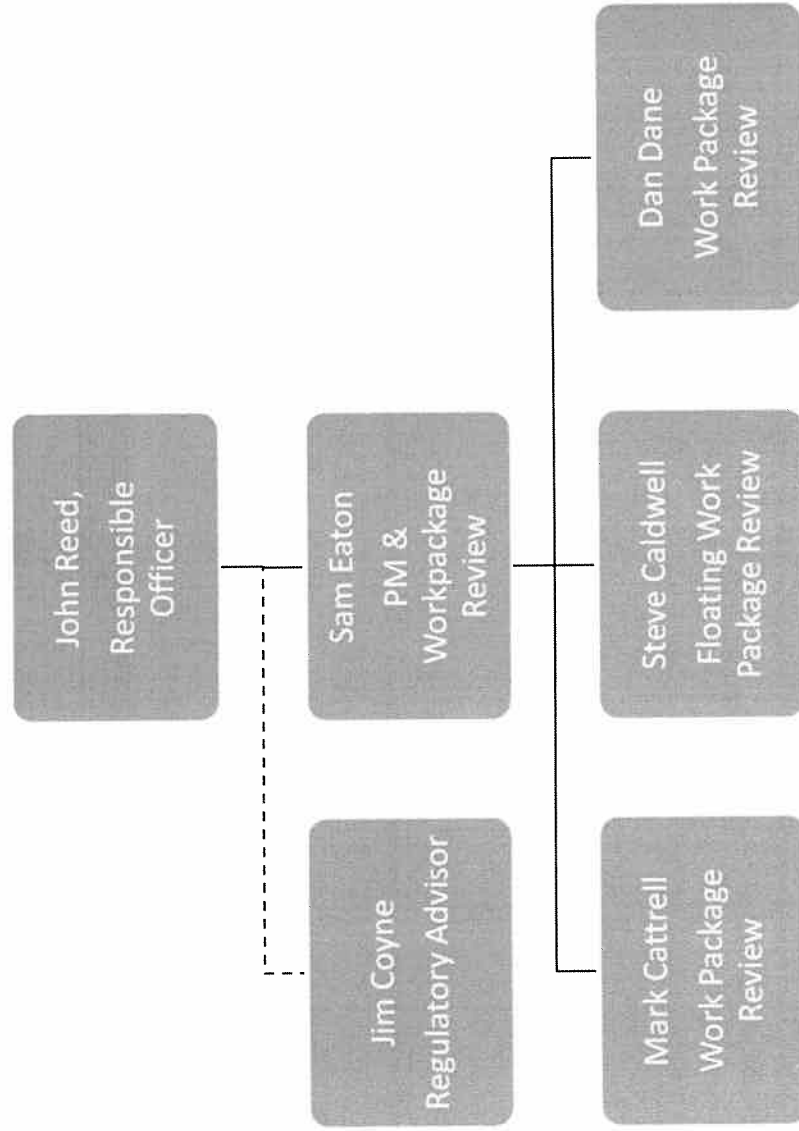 John Reed,
Responsible
Officer
Jim Coyne
Regulatory Advisor
Sam Eaton
PM &
Workpackage
Review
Mark Cattrell
Work Package
Review
Steve Caldwell
Floating Work
Package Review
Dan Dane
Work Package
Review